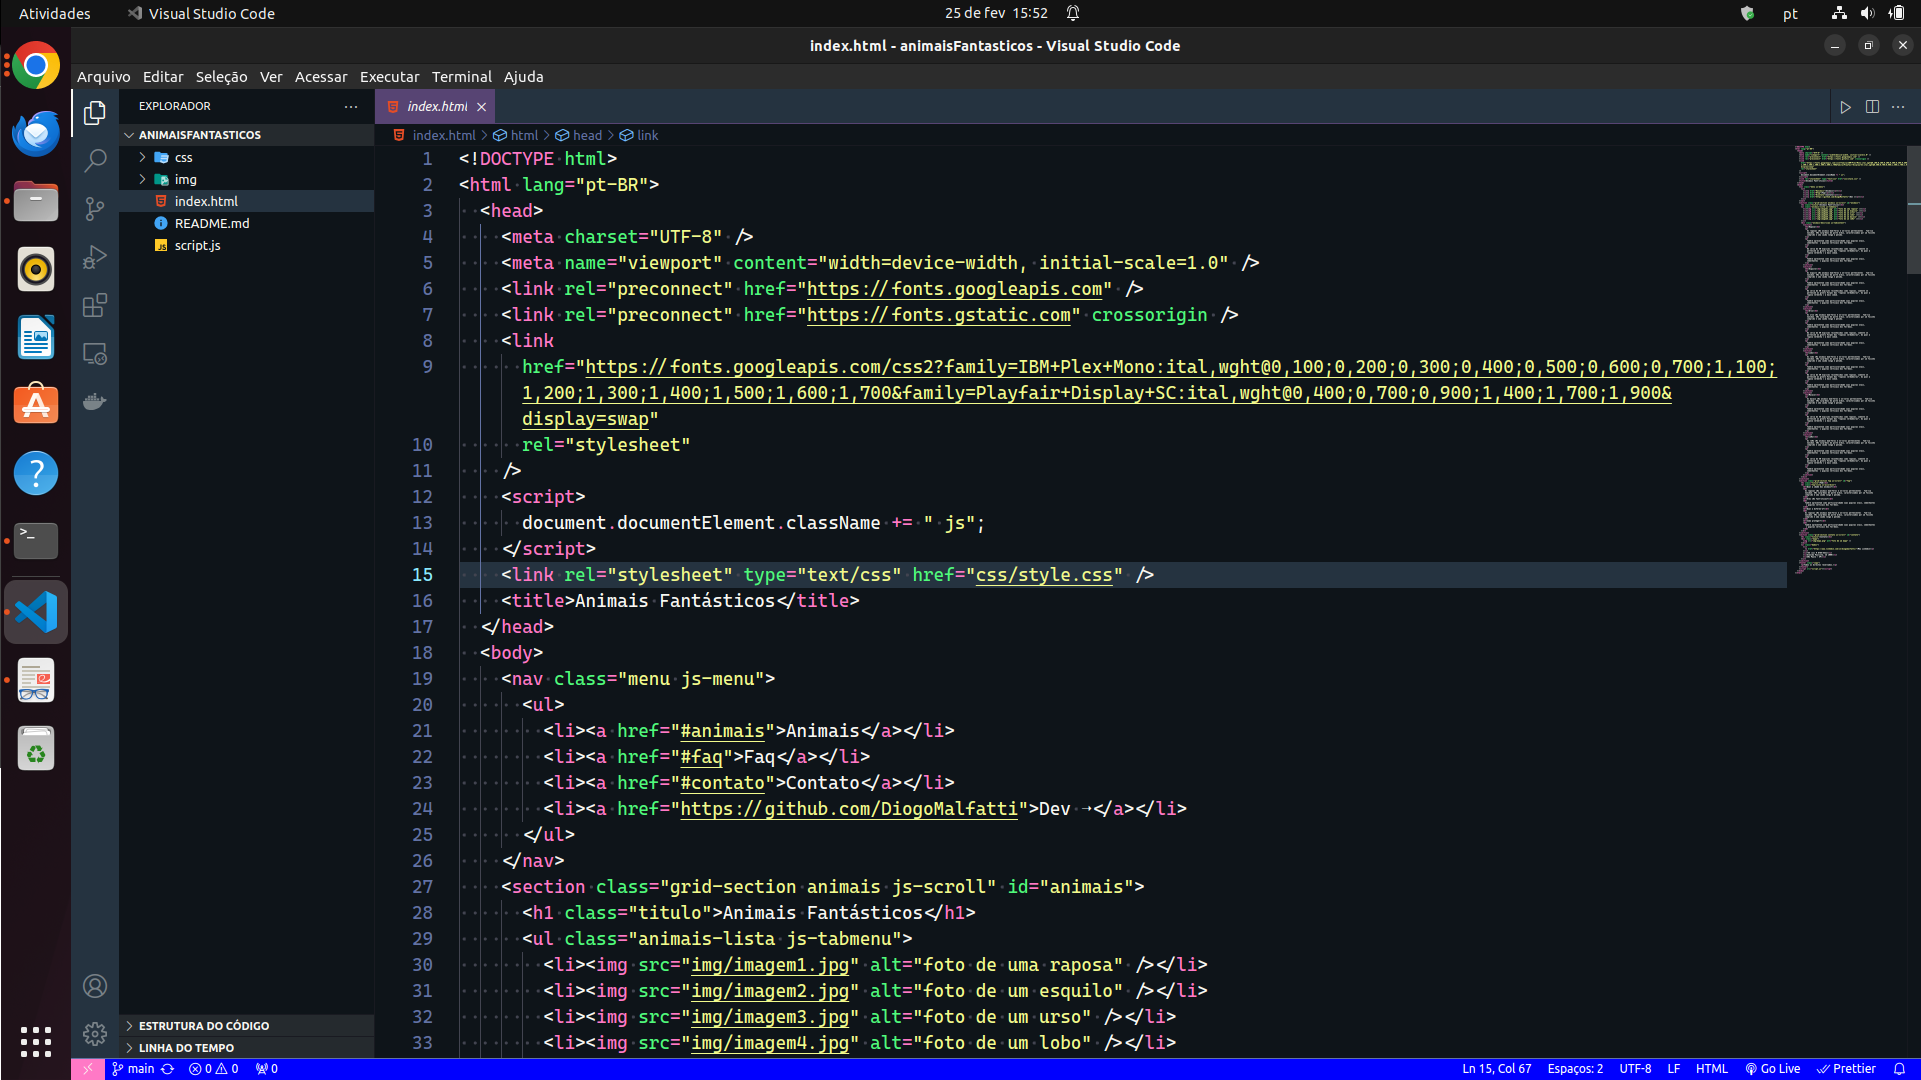 Atividades
Visual Studio Code
25 de fev 15:52
pt
index.html - animaisFantasticos - Visual Studio Code
Arquivo Editar Seleção Ver Acessar Executar Terminal Ajuda
EXPLORADOR
ANIMAISFANTASTICOS
css
img
index.html
README.md
script.js
ESTRUTURA DO CÓDIGO
LINHA DO TEMPO
index.html
index.html > html > head > link
1 <!DOCTYPE html>
2 <html lang="pt-BR">
3 <head>
4 <meta charset="UTF-8" />
5 <meta name="viewport" content="width=device-width, initial-scale=1.0" />
6 <link rel="preconnect" href="https://fonts.googleapis.com" />
7 <link rel="preconnect" href="https://fonts.gstatic.com" crossorigin />
8 <link
9 href="https://fonts.googleapis.com/css2?family=IBM+Plex+Mono:ital,wght@0,100;0,200;0,300;0,400;0,500;0,600;0,700;1,100;
1,200;1,300;1,400;1,500;1,600;1,700&family=Playfair+Display+SC:ital,wght@0,400;0,700;0,900;1,400;1,700;1,900&
display=swap"
10 rel="stylesheet"
11 />
12 <script>
13 document.documentElement.className += " js";
14 </script>
15 <link rel="stylesheet" type="text/css" href="css/style.css" />
16 <title>Animais Fantásticos</title>
17 </head>
18 <body>
19 <nav class="menu js-menu">
20 <ul>
21 <li><a href="#animais">Animais</a></li>
22 <li><a href="#faq">Faq</a></li>
23 <li><a href="#contato">Contato</a></li>
24 <li><a href="https://github.com/DiogoMalfatti">Dev →</a></li>
25 </ul>
26 </nav>
27 <section class="grid-section animais js-scroll" id="animais">
28 <h1 class="titulo">Animais Fantásticos</h1>
29 <ul class="animais-lista js-tabmenu">
30 <li><img src="img/imagem1.jpg" alt="foto de uma raposa" /></li>
31 <li><img src="img/imagem2.jpg" alt="foto de um esquilo" /></li>
32 <li><img src="img/imagem3.jpg" alt="foto de um urso" /></li>
33 <li><img src="img/imagem4.jpg" alt="foto de um lobo" /></li>
main 0 0 0
Ln 15, Col 67 Espaços: 2 UTF-8 LF HTML Go Live Prettier